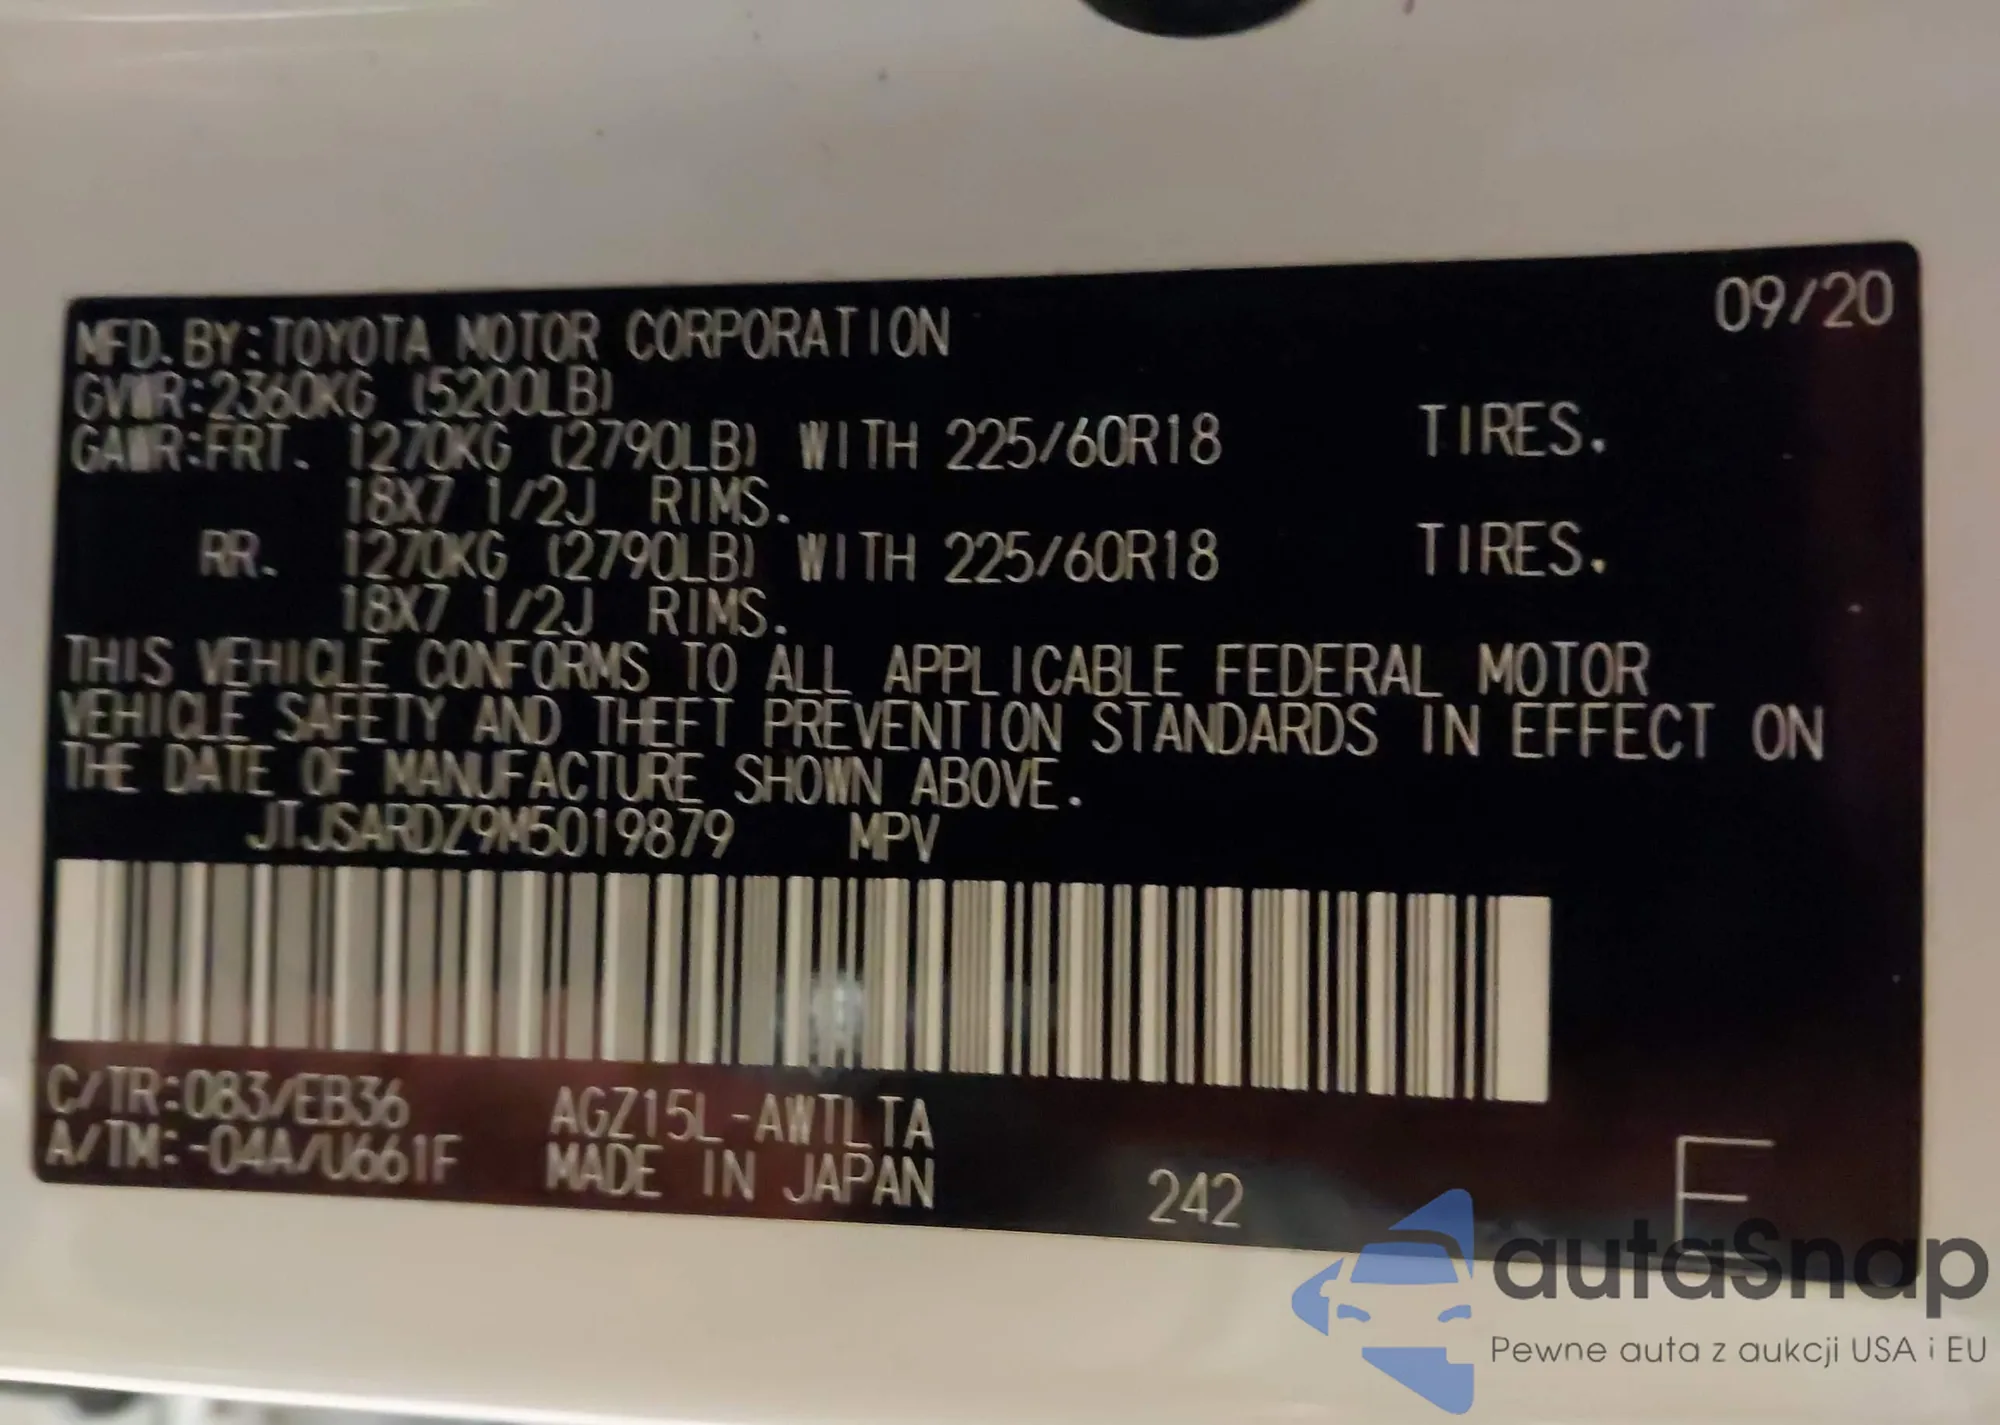 09/20
MFD.BY:TOYOTA MOTOR CORPORATION
GVWR:2360KG (5200LB)
GAWR:FRT. 1270KG (2790LB) WITH 225/60R18 TIRES.
18X7 1/2J RIMS.
RR. 1270KG (2790LB) WITH 225/60R18 TIRES.
18X7 1/2J RIMS.
THIS VEHICLE CONFORMS TO ALL APPLICABLE FEDERAL MOTOR
VEHICLE SAFETY AND THEFT PREVENTION STANDARDS IN EFFECT ON
THE DATE OF MANUFACTURE SHOWN ABOVE.
JTJSARDZ9M5019879 MPV
C/TR:083/EB36 AGZ15L-AWTLTA
A/TM:-04A/U661F MADE IN JAPAN 242 E
autaSnap
Pewne auta z aukcji USA i EU